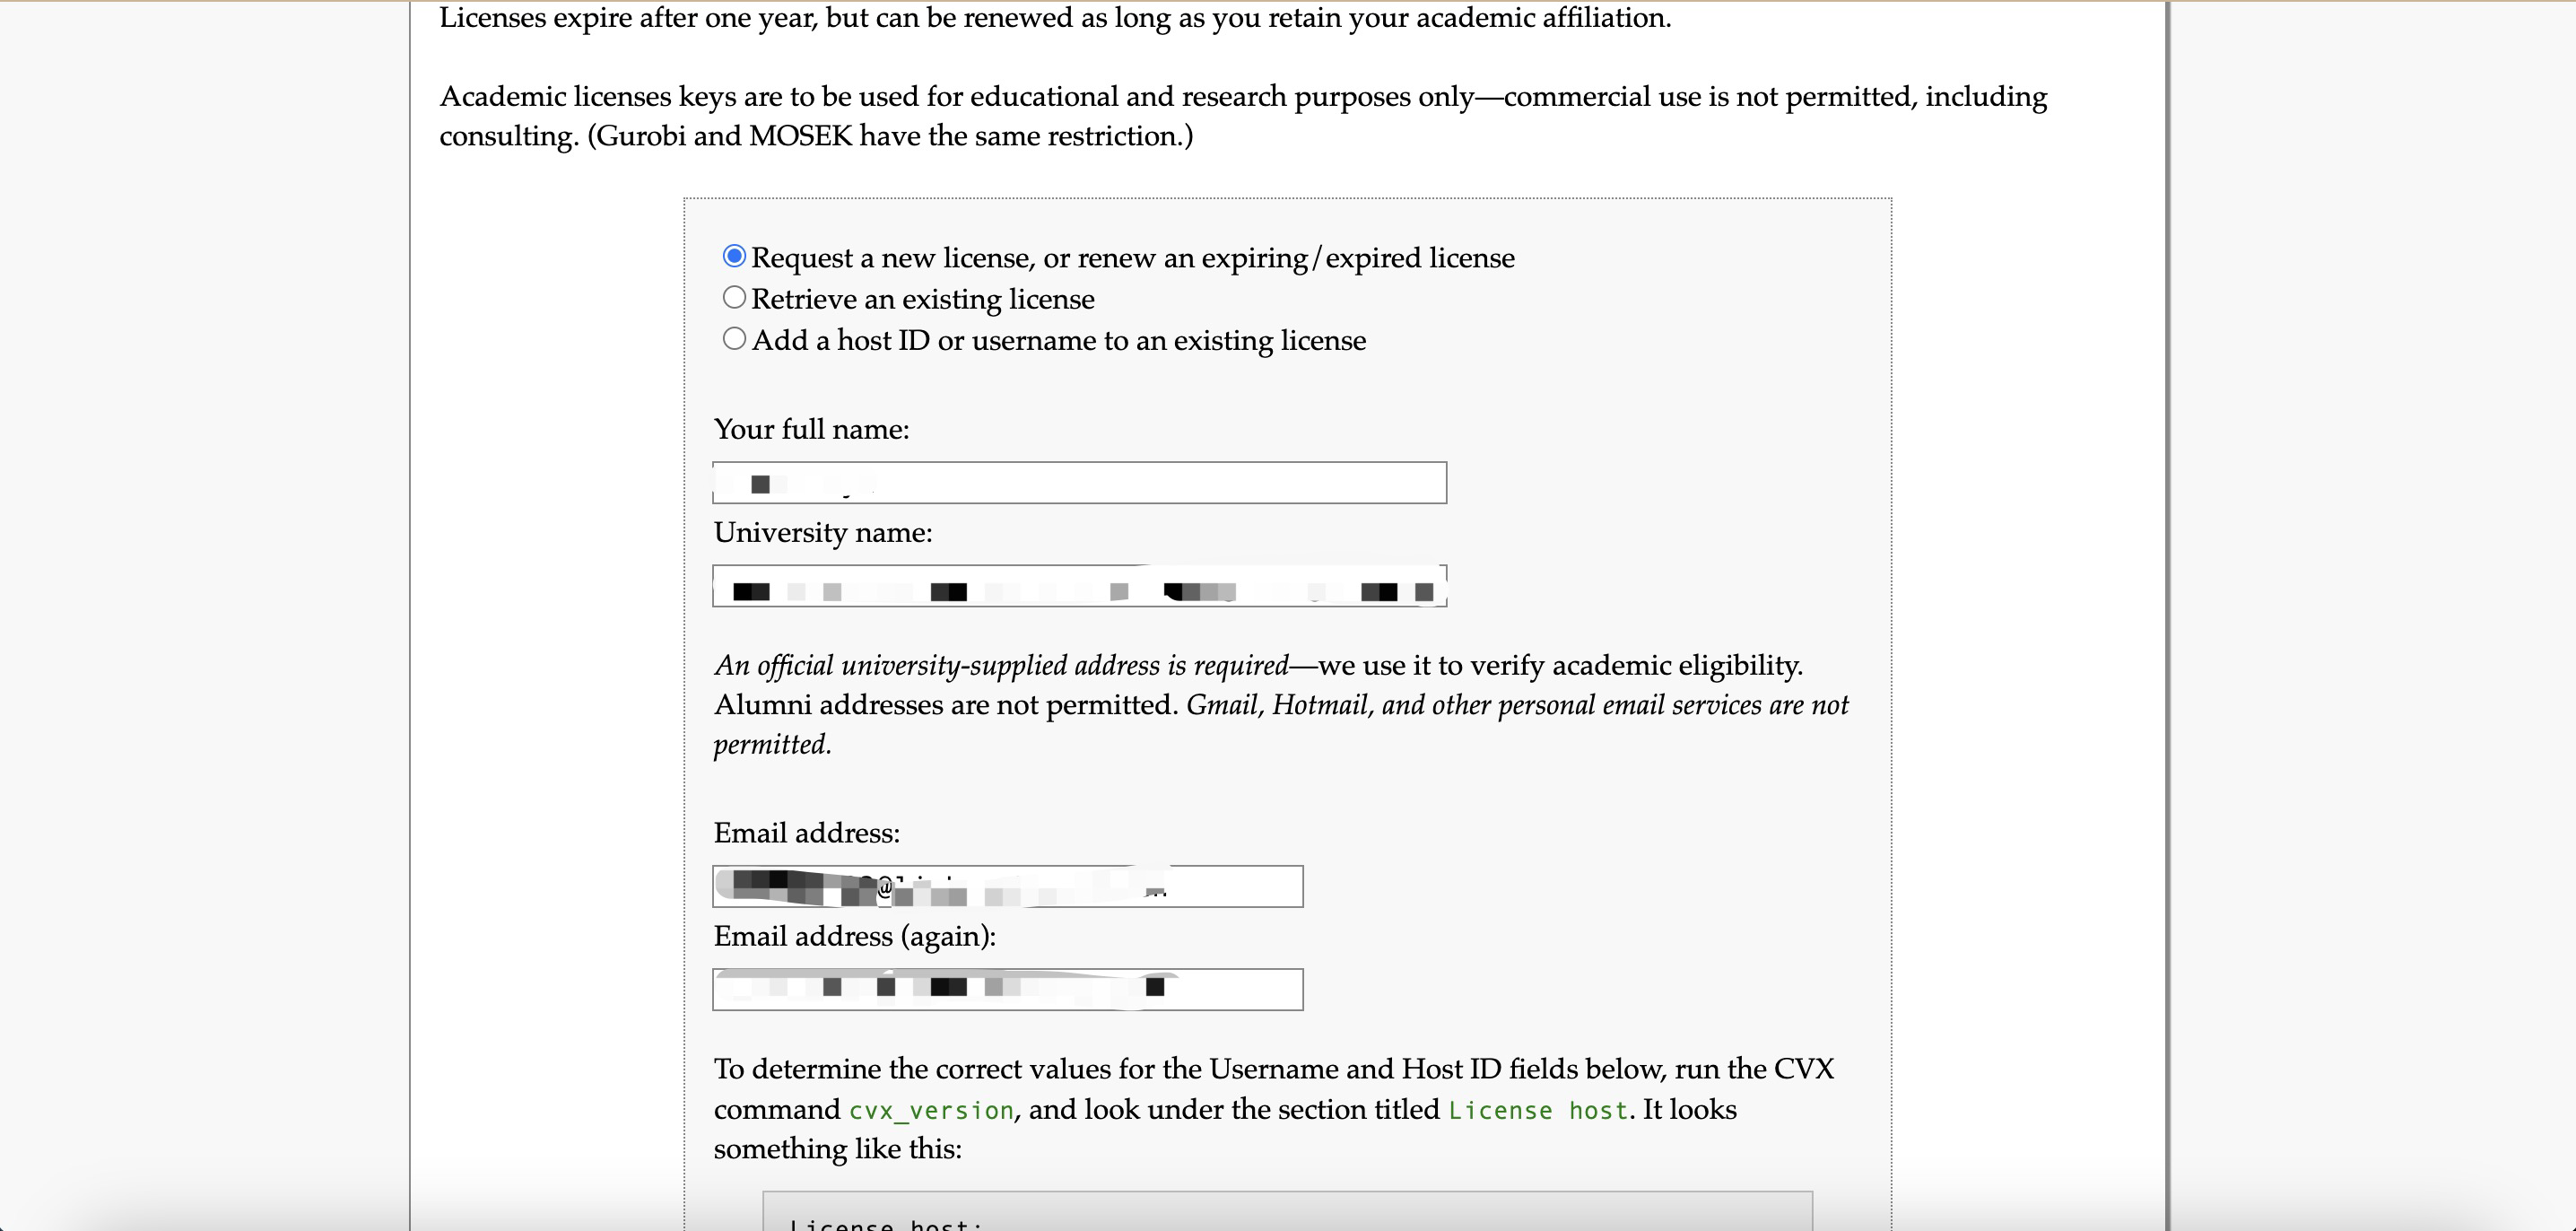 Licenses expire after one year, but can be renewed as long as you retain your academic affiliation.
Academic licenses keys are to be used for educational and research purposes only—commercial use is not permitted, including
consulting. (Gurobi and MOSEK have the same restriction.)
Request a new license, or renew an expiring/expired license
Retrieve an existing license
Add a host ID or username to an existing license
Your full name:
University name:
An official university-supplied address is required—we use it to verify academic eligibility.
Alumni addresses are not permitted. Gmail, Hotmail, and other personal email services are not
permitted.
Email address:
@
Email address (again):
To determine the correct values for the Username and Host ID fields below, run the CVX
command cvx_version, and look under the section titled License host. It looks
something like this:
License host: